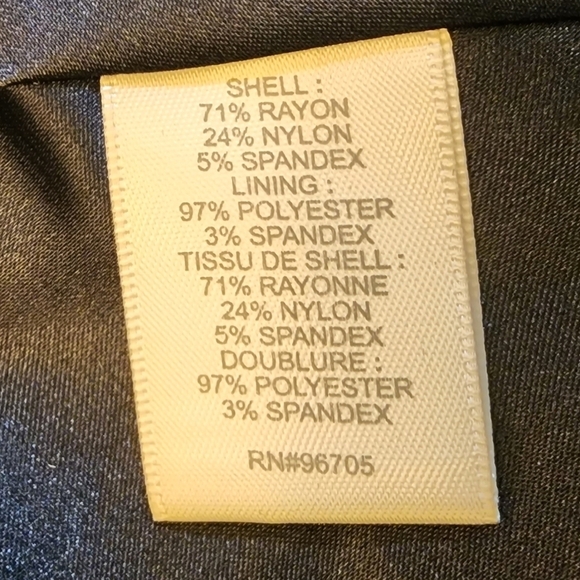 SHELL :
71% RAYON
24% NYLON
5% SPANDEX
LINING :
97% POLYESTER
3% SPANDEX
TISSU DE SHELL :
71% RAYONNE
24% NYLON
5% SPANDEX
DOUBLURE :
97% POLYESTER
3% SPANDEX
RN#96705